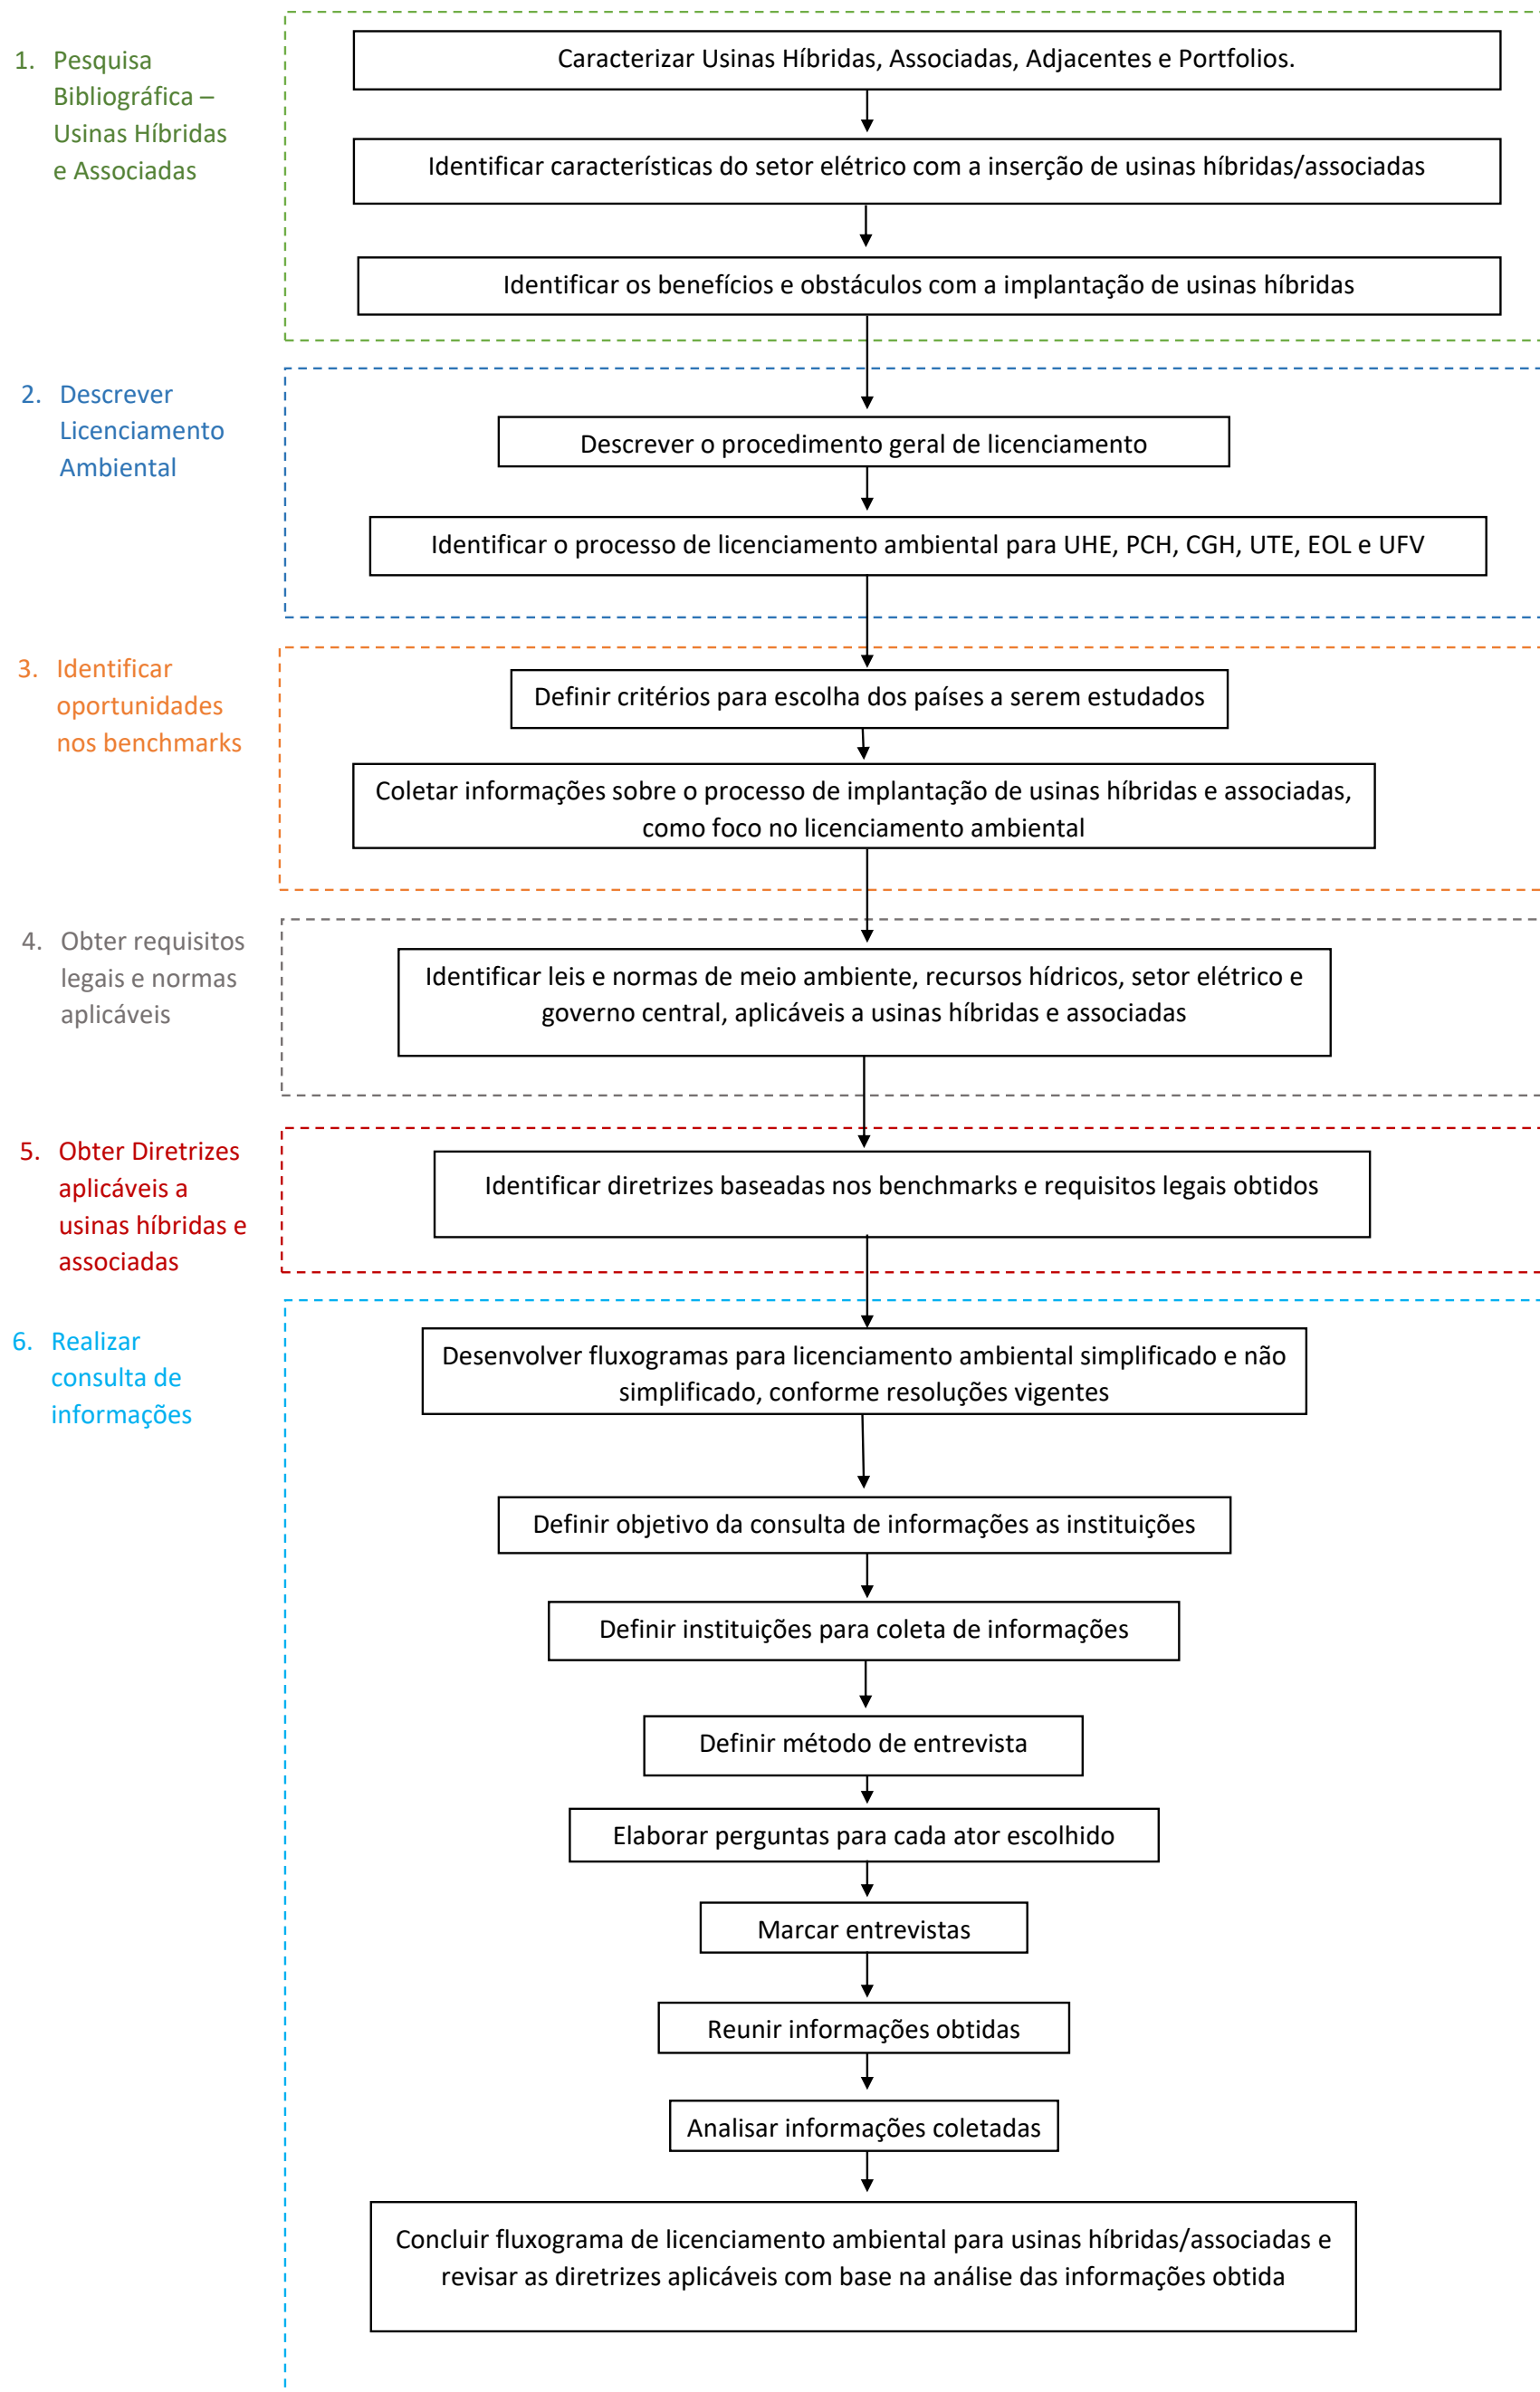 1. Pesquisa
Bibliográfica –
Usinas Híbridas
e Associadas
Caracterizar Usinas Híbridas, Associadas, Adjacentes e Portfolios.
Identificar características do setor elétrico com a inserção de usinas híbridas/associadas
Identificar os benefícios e obstáculos com a implantação de usinas híbridas
2. Descrever
Licenciamento
Ambiental
Descrever o procedimento geral de licenciamento
Identificar o processo de licenciamento ambiental para UHE, PCH, CGH, UTE, EOL e UFV
3. Identificar
oportunidades
nos benchmarks
Definir critérios para escolha dos países a serem estudados
Coletar informações sobre o processo de implantação de usinas híbridas e associadas,
como foco no licenciamento ambiental
4. Obter requisitos
legais e normas
aplicáveis
Identificar leis e normas de meio ambiente, recursos hídricos, setor elétrico e
governo central, aplicáveis a usinas híbridas e associadas
5. Obter Diretrizes
aplicáveis a
usinas híbridas e
associadas
Identificar diretrizes baseadas nos benchmarks e requisitos legais obtidos
6. Realizar
consulta de
informações
Desenvolver fluxogramas para licenciamento ambiental simplificado e não
simplificado, conforme resoluções vigentes
Definir objetivo da consulta de informações as instituições
Definir instituições para coleta de informações
Definir método de entrevista
Elaborar perguntas para cada ator escolhido
Marcar entrevistas
Reunir informações obtidas
Analisar informações coletadas
Concluir fluxograma de licenciamento ambiental para usinas híbridas/associadas e
revisar as diretrizes aplicáveis com base na análise das informações obtida